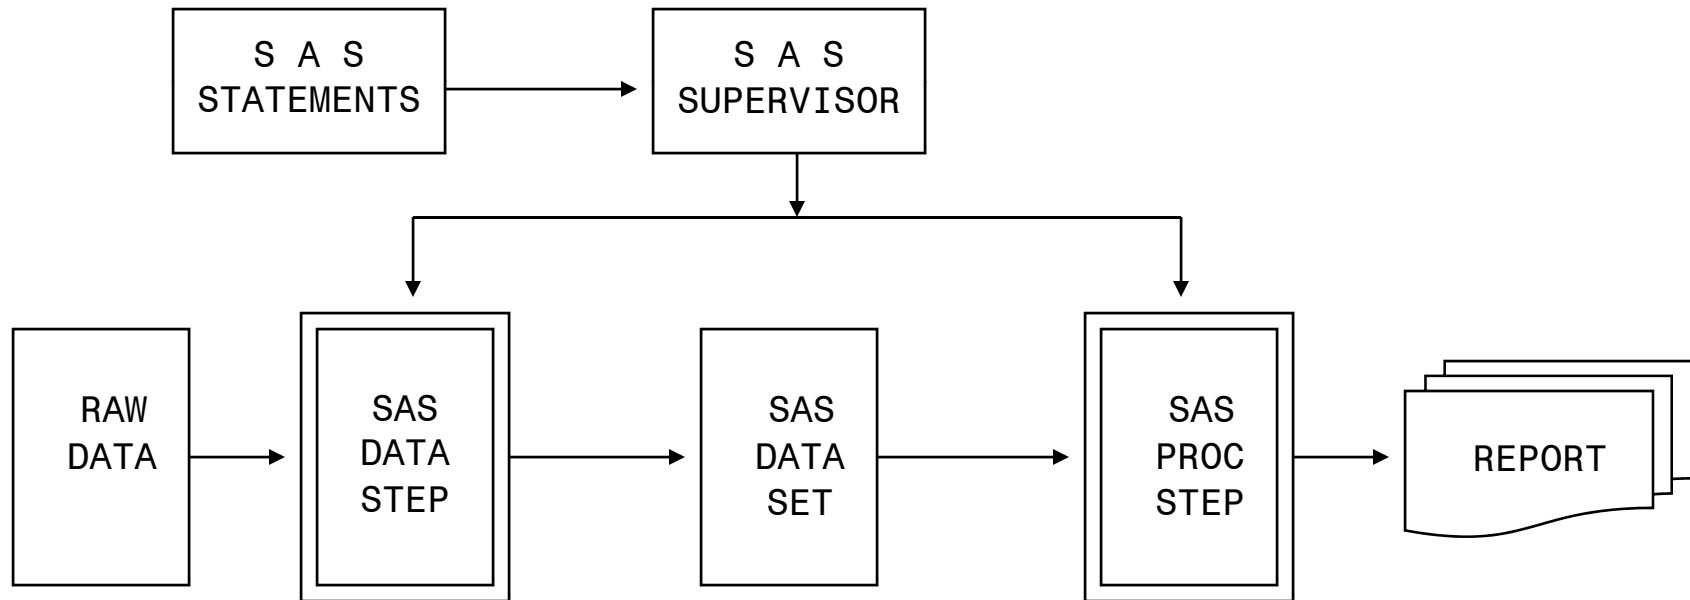 S A S
STATEMENTS
S A S
SUPERVISOR
RAW
DATA
SAS
DATA
STEP
SAS
DATA
SET
SAS
PROC
STEP
REPORT